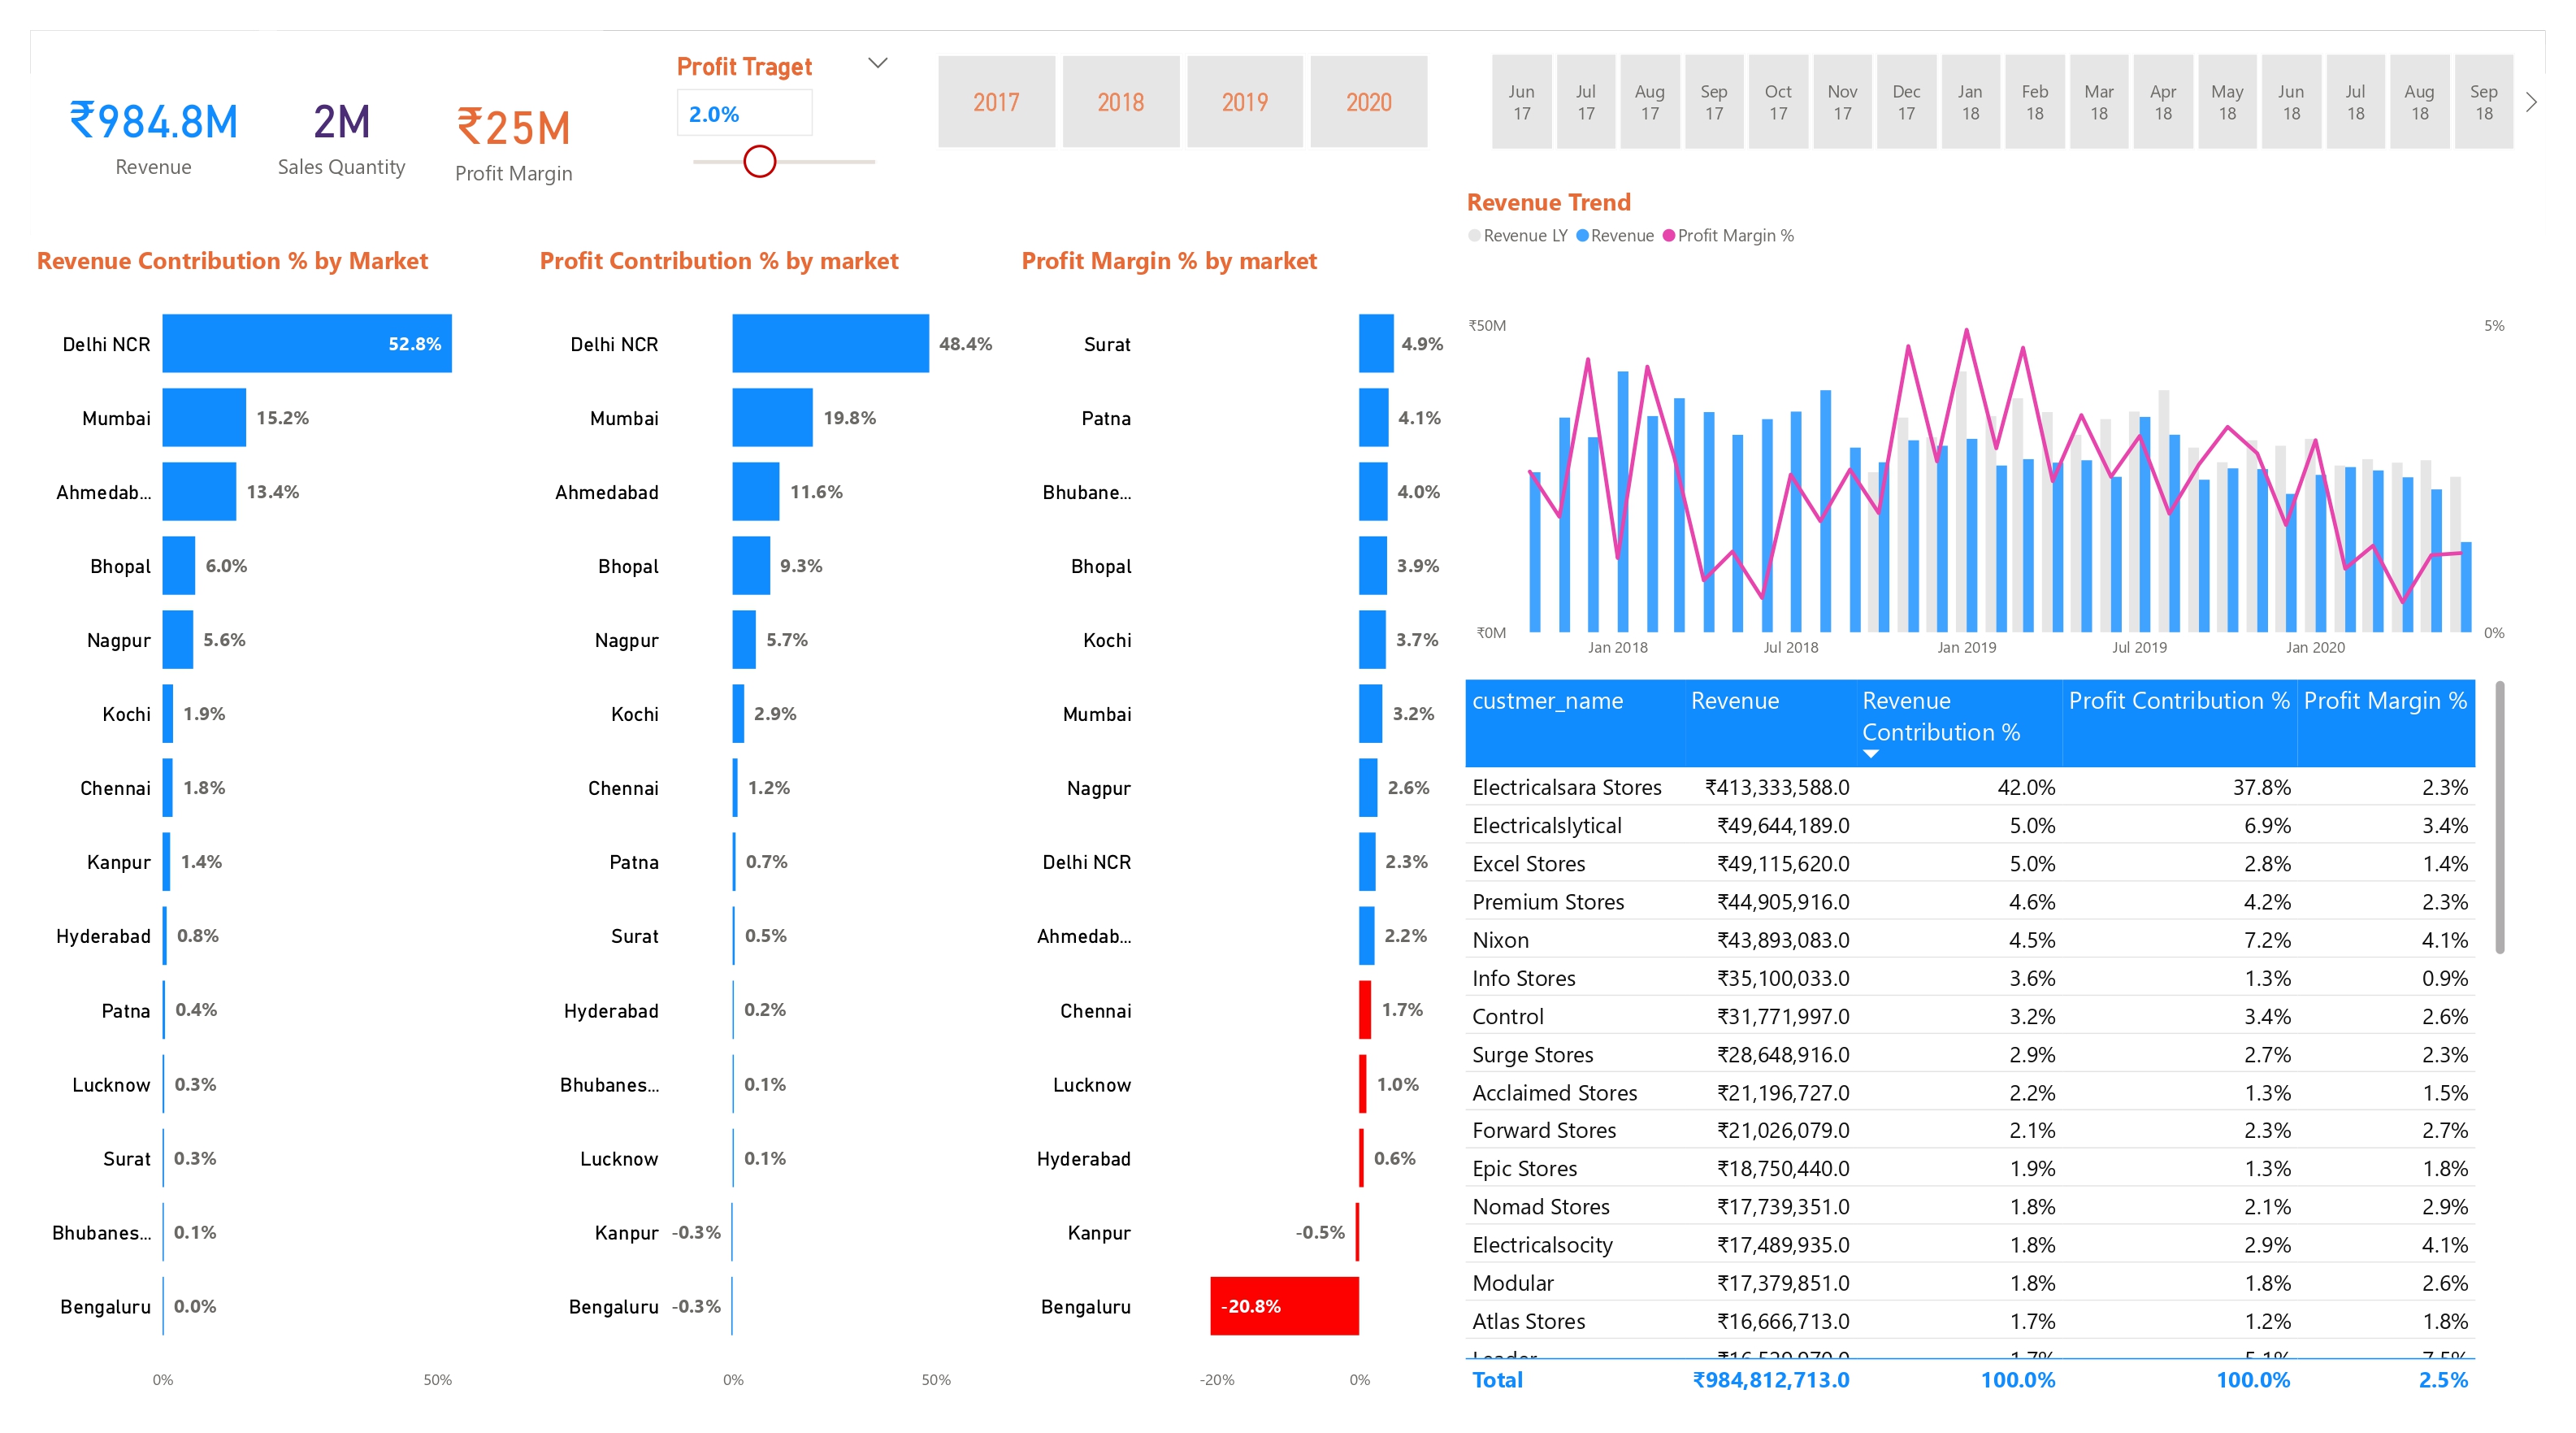 ₹984.8M
Revenue
2M
Sales Quantity
₹25M
Profit Margin
Profit Traget
2.0%
2017
2018
2019
2020
Jun 17
Jul 17
Aug 17
Sep 17
Oct 17
Nov 17
Dec 17
Jan 18
Feb 18
Mar 18
Apr 18
May 18
Jun 18
Jul 18
Aug 18
Sep 18
Revenue Contribution % by Market
Delhi NCR 52.8%
Mumbai 15.2%
Ahmedab... 13.4%
Bhopal 6.0%
Nagpur 5.6%
Kochi 1.9%
Chennai 1.8%
Kanpur 1.4%
Hyderabad 0.8%
Patna 0.4%
Lucknow 0.3%
Surat 0.3%
Bhubanes... 0.1%
Bengaluru 0.0%
0% 50%
Profit Contribution % by market
Delhi NCR 48.4%
Mumbai 19.8%
Ahmedabad 11.6%
Bhopal 9.3%
Nagpur 5.7%
Kochi 2.9%
Chennai 1.2%
Patna 0.7%
Surat 0.5%
Hyderabad 0.2%
Bhubanes... 0.1%
Lucknow 0.1%
Kanpur -0.3%
Bengaluru -0.3%
0% 50%
Profit Margin % by market
Surat 4.9%
Patna 4.1%
Bhubane... 4.0%
Bhopal 3.9%
Kochi 3.7%
Mumbai 3.2%
Nagpur 2.6%
Delhi NCR 2.3%
Ahmedab... 2.2%
Chennai 1.7%
Lucknow 1.0%
Hyderabad 0.6%
Kanpur -0.5%
Bengaluru -20.8%
-20% 0%
Revenue Trend
Revenue LY Revenue Profit Margin %
₹50M 5%
₹0M 0%
Jan 2018 Jul 2018 Jan 2019 Jul 2019 Jan 2020
custmer_name Revenue Revenue Contribution % Profit Contribution % Profit Margin %
Electricalsara Stores ₹413,333,588.0 42.0% 37.8% 2.3%
Electricalslytical ₹49,644,189.0 5.0% 6.9% 3.4%
Excel Stores ₹49,115,620.0 5.0% 2.8% 1.4%
Premium Stores ₹44,905,916.0 4.6% 4.2% 2.3%
Nixon ₹43,893,083.0 4.5% 7.2% 4.1%
Info Stores ₹35,100,033.0 3.6% 1.3% 0.9%
Control ₹31,771,997.0 3.2% 3.4% 2.6%
Surge Stores ₹28,648,916.0 2.9% 2.7% 2.3%
Acclaimed Stores ₹21,196,727.0 2.2% 1.3% 1.5%
Forward Stores ₹21,026,079.0 2.1% 2.3% 2.7%
Epic Stores ₹18,750,440.0 1.9% 1.3% 1.8%
Nomad Stores ₹17,739,351.0 1.8% 2.1% 2.9%
Electricalsocity ₹17,489,935.0 1.8% 2.9% 4.1%
Modular ₹17,379,851.0 1.8% 1.8% 2.6%
Atlas Stores ₹16,666,713.0 1.7% 1.2% 1.8%
Total ₹984,812,713.0 100.0% 100.0% 2.5%